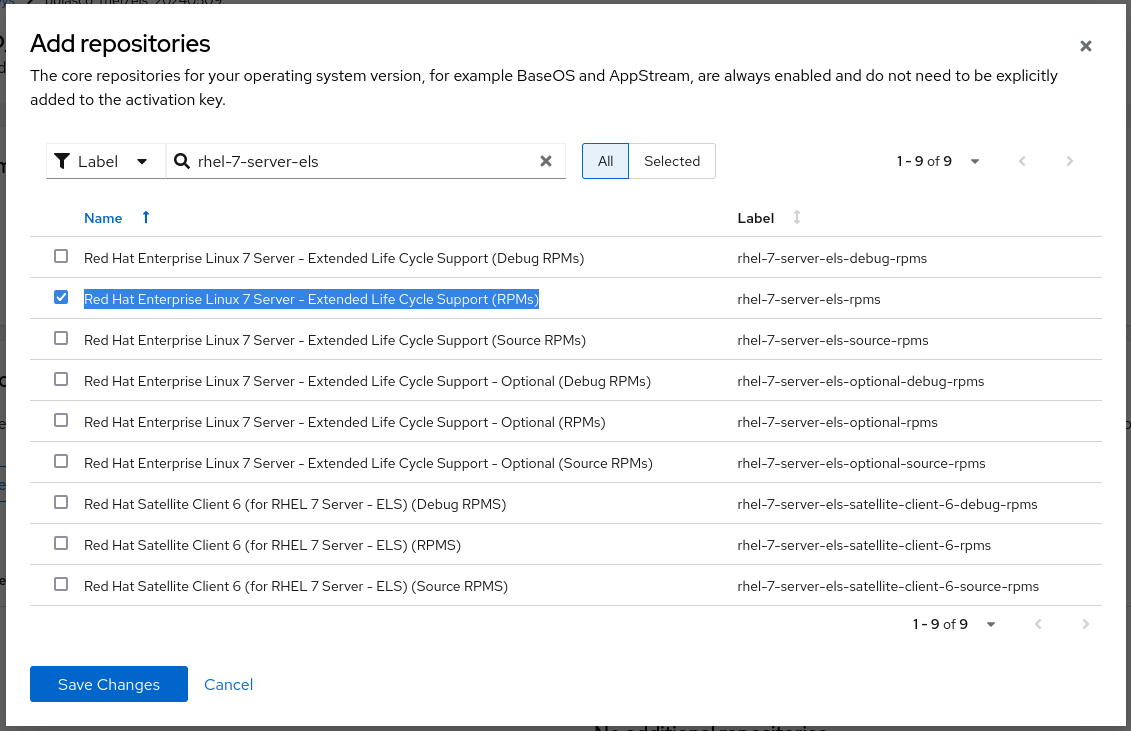 Add repositories
The core repositories for your operating system version, for example BaseOS and AppStream, are always enabled and do not need to be explicitly
added to the activation key.
Label rhel-7-server-els All Selected 1 - 9 of 9
Name Label
Red Hat Enterprise Linux 7 Server - Extended Life Cycle Support (Debug RPMs) rhel-7-server-els-debug-rpms
Red Hat Enterprise Linux 7 Server - Extended Life Cycle Support (RPMs) rhel-7-server-els-rpms
Red Hat Enterprise Linux 7 Server - Extended Life Cycle Support (Source RPMs) rhel-7-server-els-source-rpms
Red Hat Enterprise Linux 7 Server - Extended Life Cycle Support - Optional (Debug RPMs) rhel-7-server-els-optional-debug-rpms
Red Hat Enterprise Linux 7 Server - Extended Life Cycle Support - Optional (RPMs) rhel-7-server-els-optional-rpms
Red Hat Enterprise Linux 7 Server - Extended Life Cycle Support - Optional (Source RPMs) rhel-7-server-els-optional-source-rpms
Red Hat Satellite Client 6 (for RHEL 7 Server - ELS) (Debug RPMS) rhel-7-server-els-satellite-client-6-debug-rpms
Red Hat Satellite Client 6 (for RHEL 7 Server - ELS) (RPMS) rhel-7-server-els-satellite-client-6-rpms
Red Hat Satellite Client 6 (for RHEL 7 Server - ELS) (Source RPMS) rhel-7-server-els-satellite-client-6-source-rpms
1 - 9 of 9
Save Changes Cancel
No additional repositories